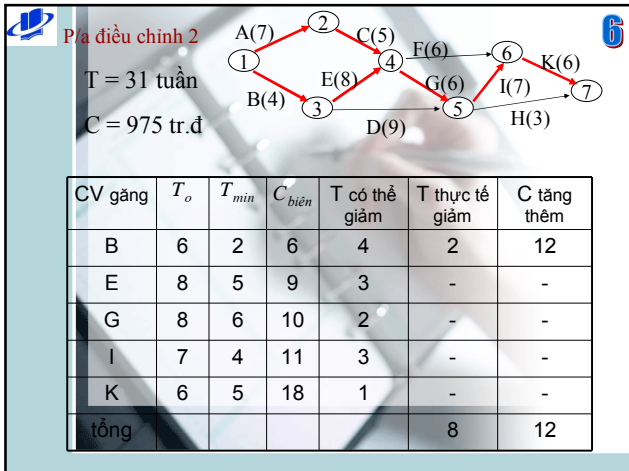 P/a điều chỉnh 2
6
T = 31 tuần
C = 975 tr.đ
A(7)
2
C(5)
F(6)
6
K(6)
1
4
E(8)
G(6)
I(7)
7
B(4)
3
5
H(3)
D(9)
CV găng T_o T_min C_biên T có thể giảm T thực tế giảm C tăng thêm
B 6 2 6 4 2 12
E 8 5 9 3 - -
G 8 6 10 2 - -
I 7 4 11 3 - -
K 6 5 18 1 - -
tổng 8 12